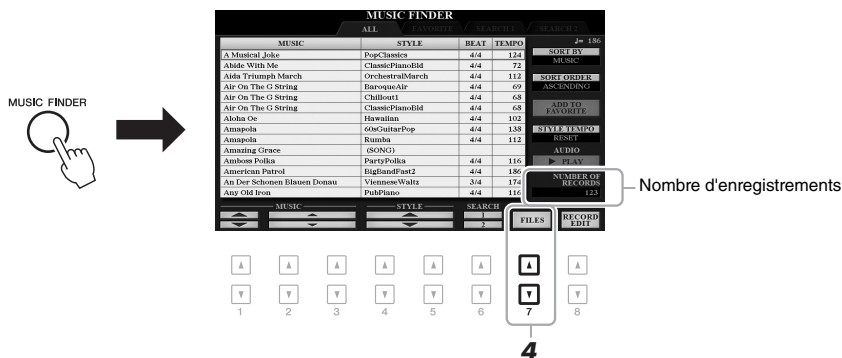 MUSIC FINDER
ALL FAVORITE SEARCH 1 SEARCH 2
MUSIC STYLE BEAT TEMPO ♩= 186
A Musical Joke PopClassics 4/4 124
Abide With Me ClassicPianoBld 4/4 72
Aida Triumph March OrchestralMarch 4/4 112
Air On The G String BaroqueAir 4/4 69
Air On The G String Chillout1 4/4 68
Air On The G String ClassicPianoBld 4/4 68
Aloha Oe Hawaiian 4/4 102
Amapola 60sGuitarPop 4/4 138
Amapola Rumba 4/4 112
Amazing Grace (SONG)
Amboss Polka PartyPolka 4/4 116
American Patrol BigBandFast2 4/4 186
An Der Schonen Blauen Donau VienneseWaltz 3/4 174
Any Old Iron PubPiano 4/4 116
SORT BY
MUSIC
SORT ORDER
ASCENDING
ADD TO
FAVORITE
STYLE TEMPO
RESET
AUDIO
PLAY
NUMBER OF
RECORDS
123
MUSIC STYLE SEARCH
1
2
FILES
RECORD
EDIT
MUSIC FINDER
Nombre d'enregistrements
1 2 3 4 5 6 7 8
4